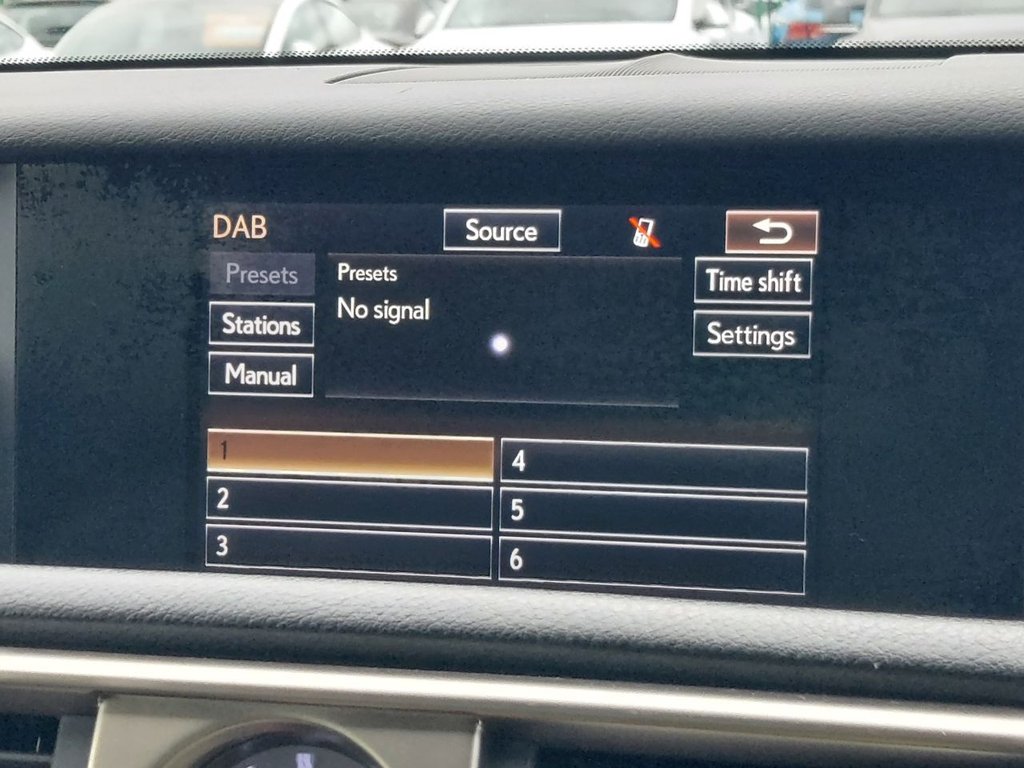 DAB
Source
Presets
Presets
Time shift
No signal
Stations
Settings
Manual
1
4
2
5
3
6